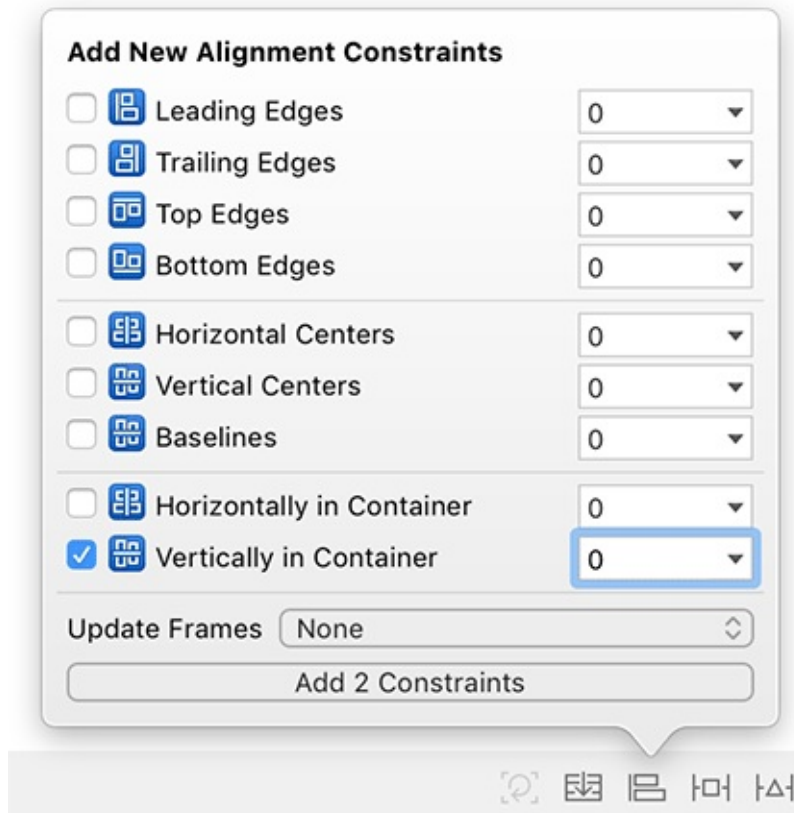 Add New Alignment Constraints
Leading Edges 0
Trailing Edges 0
Top Edges 0
Bottom Edges 0
Horizontal Centers 0
Vertical Centers 0
Baselines 0
Horizontally in Container 0
Vertically in Container 0
Update Frames None
Add 2 Constraints